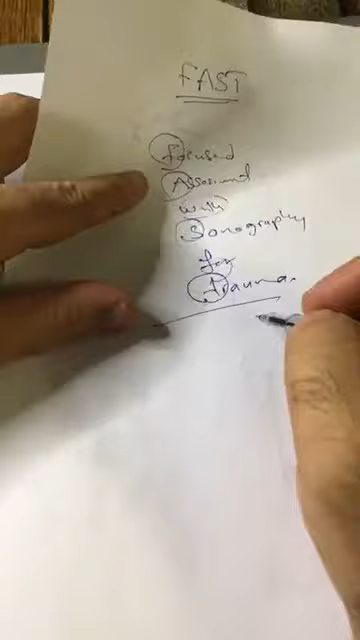 FAST
Focused
Assessment
with
Sonography
for
Trauma.